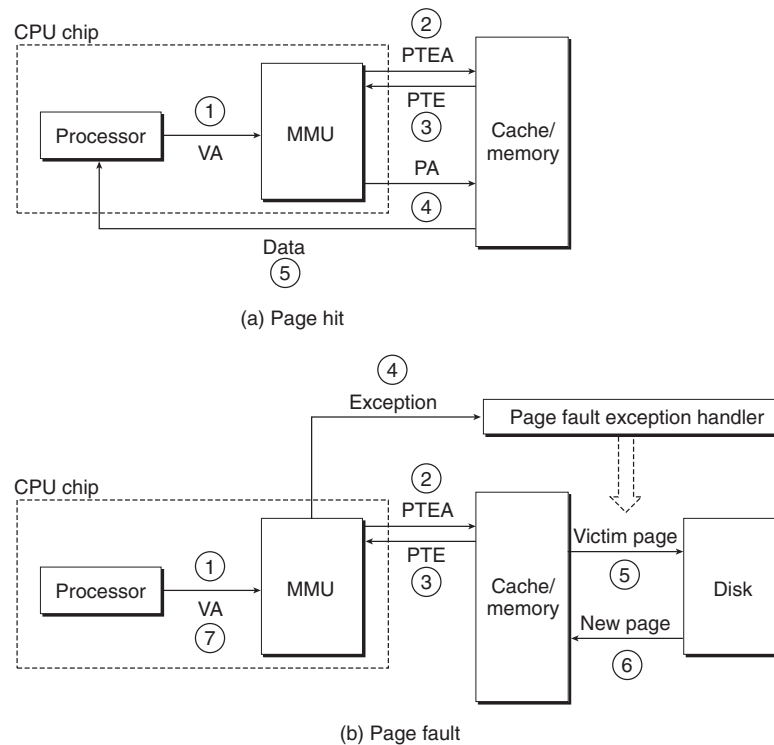 CPU chip
2
PTEA
1
Processor
VA
MMU
PTE
3
Cache/
memory
PA
4
Data
5
(a) Page hit
4
Exception
Page fault exception handler
CPU chip
2
PTEA
Victim page
1
Processor
VA
7
MMU
PTE
3
Cache/
memory
5
Disk
New page
6
(b) Page fault